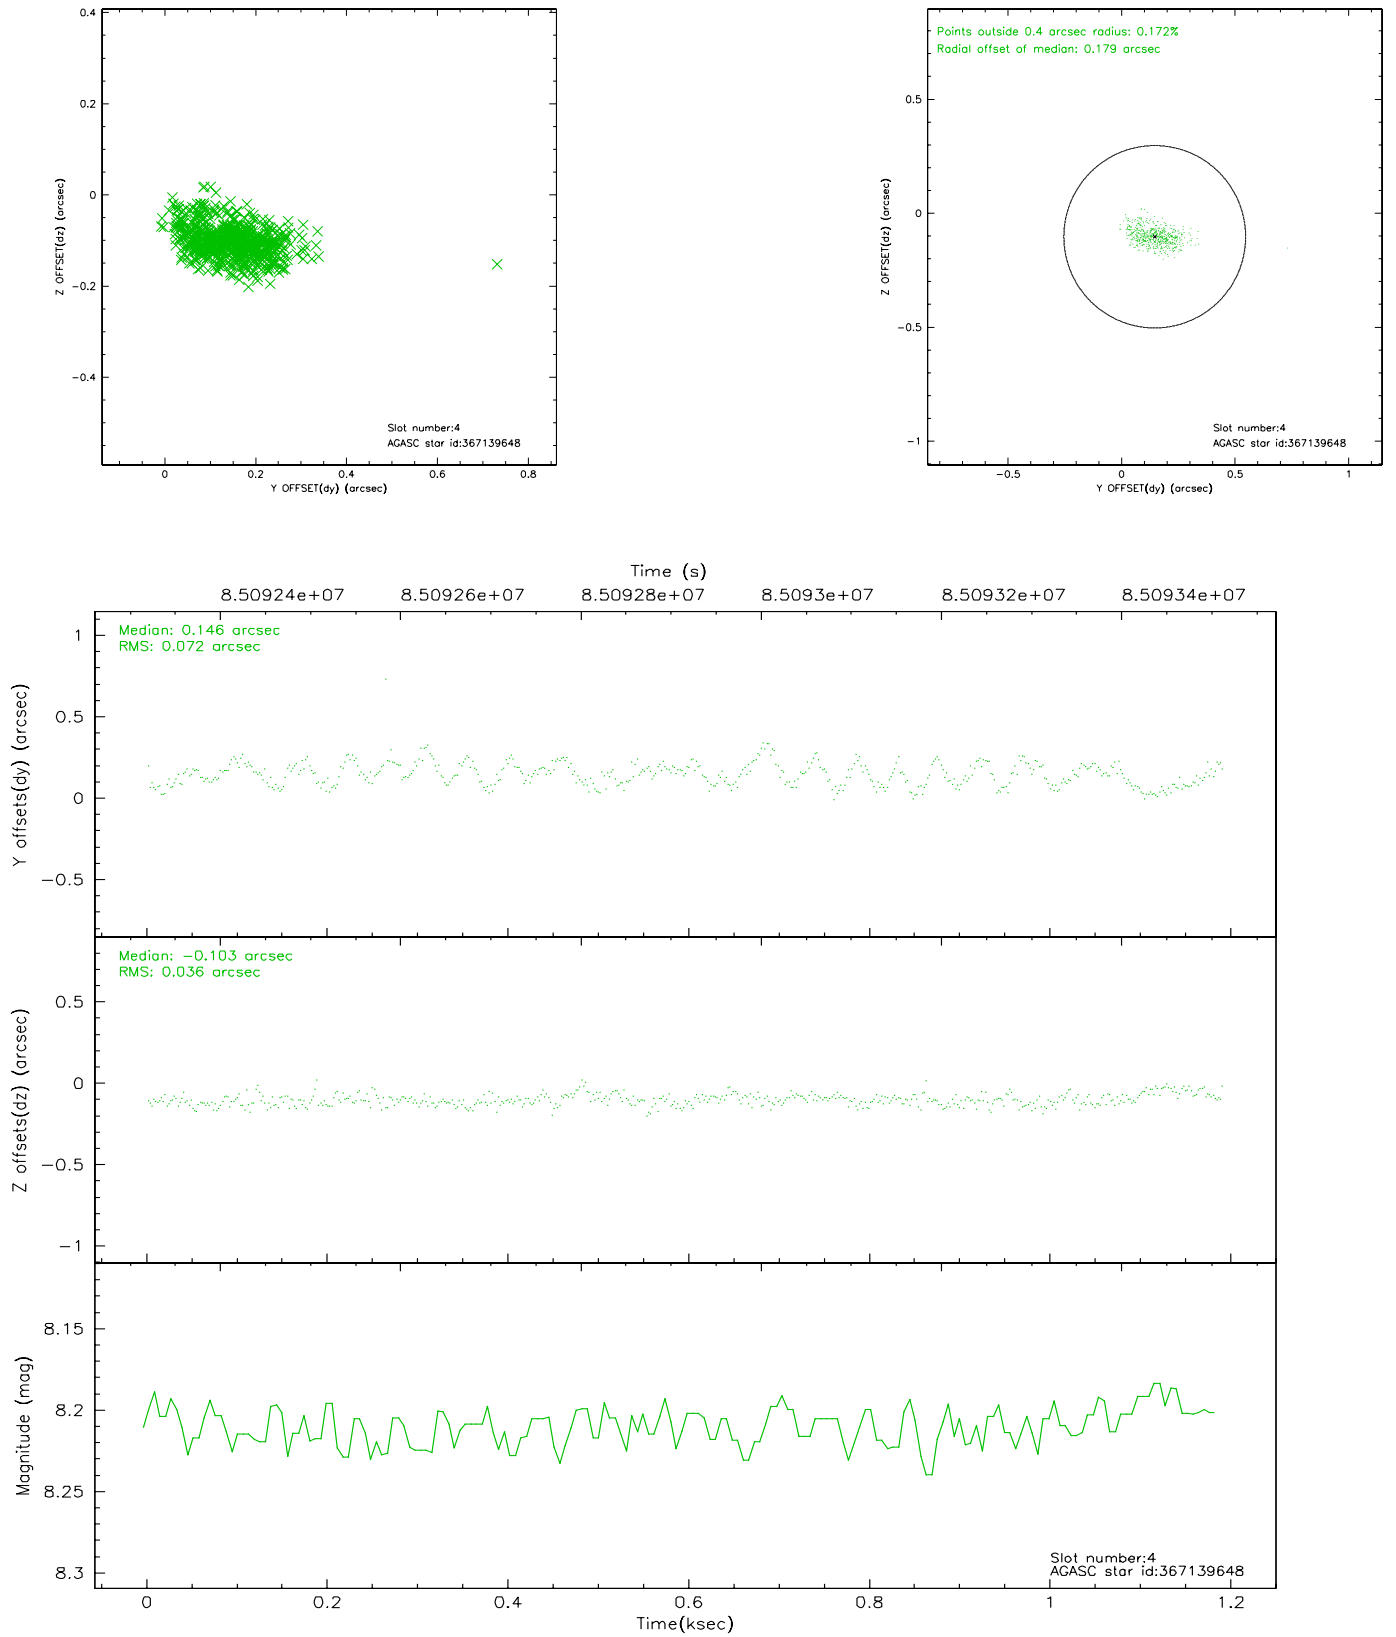 0.4
0.2
0
−0.2
−0.4
Z OFFSET(dz) (arcsec)
Slot number:4
AGASC star id:367139648
0 0.2 0.4 0.6 0.8
Y OFFSET(dy) (arcsec)
Points outside 0.4 arcsec radius: 0.172%
Radial offset of median: 0.179 arcsec
0.5
0
−0.5
−1
Z OFFSET(dz) (arcsec)
Slot number:4
AGASC star id:367139648
−0.5 0 0.5 1
Y OFFSET(dy) (arcsec)
Time (s)
8.50924e+07 8.50926e+07 8.50928e+07 8.5093e+07 8.50932e+07 8.50934e+07
Median: 0.146 arcsec
RMS: 0.072 arcsec
1
0.5
0
−0.5
Y offsets(dy) (arcsec)
Median: −0.103 arcsec
RMS: 0.036 arcsec
0.5
0
−0.5
−1
Z offsets(dz) (arcsec)
8.15
8.2
8.25
8.3
Magnitude (mag)
Slot number:4
AGASC star id:367139648
0 0.2 0.4 0.6 0.8 1 1.2
Time(ksec)